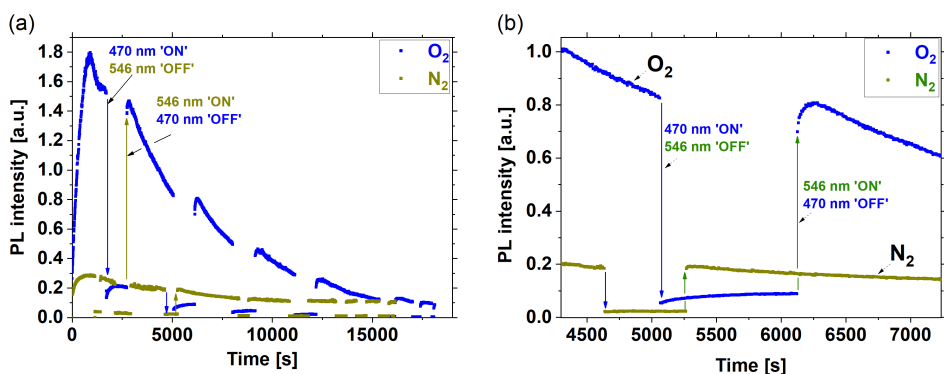 (a)
PL intensity [a.u.]
1.8
1.6
1.4
1.2
1.0
0.8
0.6
0.4
0.2
0.0
470 nm 'ON'
546 nm 'OFF'
546 nm 'ON'
470 nm 'OFF'
O₂
N₂
0 2500 5000 7500 10000 15000
Time [s]
(b)
PL intensity [a.u.]
1.0
0.8
0.6
0.4
0.2
0.0
O₂
470 nm 'ON'
546 nm 'OFF'
546 nm 'ON'
470 nm 'OFF'
N₂
O₂
N₂
4500 5000 5500 6000 6500 7000
Time [s]